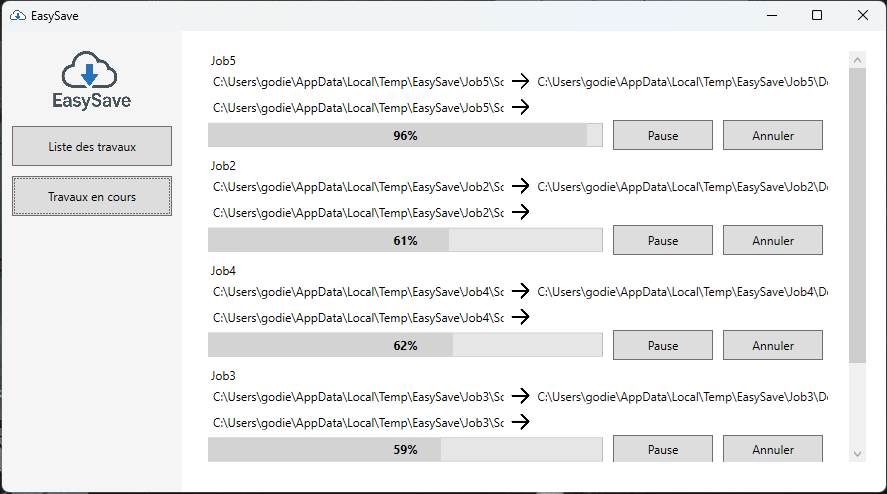 EasySave
EasySave
Liste des travaux
Travaux en cours
Job5
C:\Users\godie\AppData\Local\Temp\EasySave\Job5\Sc → C:\Users\godie\AppData\Local\Temp\EasySave\Job5\De
C:\Users\godie\AppData\Local\Temp\EasySave\Job5\Sc →
96% Pause Annuler
Job2
C:\Users\godie\AppData\Local\Temp\EasySave\Job2\Sc → C:\Users\godie\AppData\Local\Temp\EasySave\Job2\De
C:\Users\godie\AppData\Local\Temp\EasySave\Job2\Sc →
61% Pause Annuler
Job4
C:\Users\godie\AppData\Local\Temp\EasySave\Job4\Sc → C:\Users\godie\AppData\Local\Temp\EasySave\Job4\De
C:\Users\godie\AppData\Local\Temp\EasySave\Job4\Sc →
62% Pause Annuler
Job3
C:\Users\godie\AppData\Local\Temp\EasySave\Job3\Sc → C:\Users\godie\AppData\Local\Temp\EasySave\Job3\De
C:\Users\godie\AppData\Local\Temp\EasySave\Job3\Sc →
59% Pause Annuler